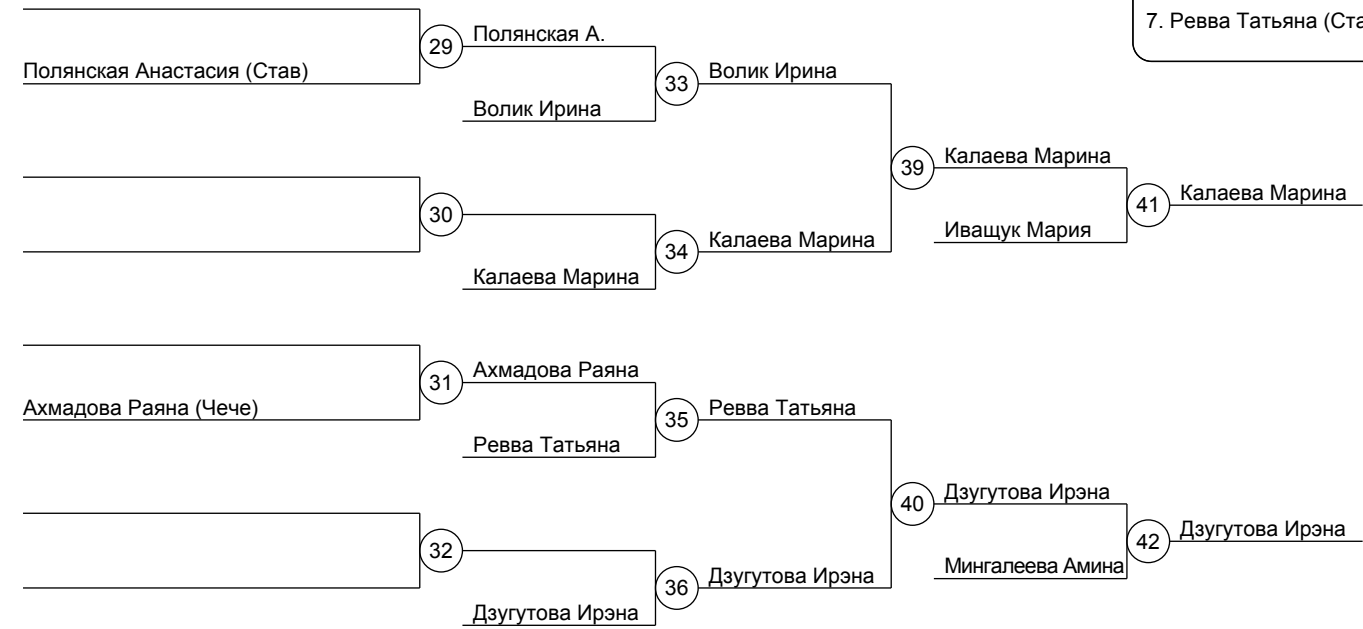 7. Ревва Татьяна (Ста
29
Полянская А.
Полянская Анастасия (Став)
33
Волик Ирина
Волик Ирина
39
Калаева Марина
41
Калаева Марина
30
Иващук Мария
34
Калаева Марина
Калаева Марина
31
Ахмадова Раяна
Ахмадова Раяна (Чече)
35
Ревва Татьяна
Ревва Татьяна
40
Дзугутова Ирэна
42
Дзугутова Ирэна
32
Мингалеева Амина
36
Дзугутова Ирэна
Дзугутова Ирэна